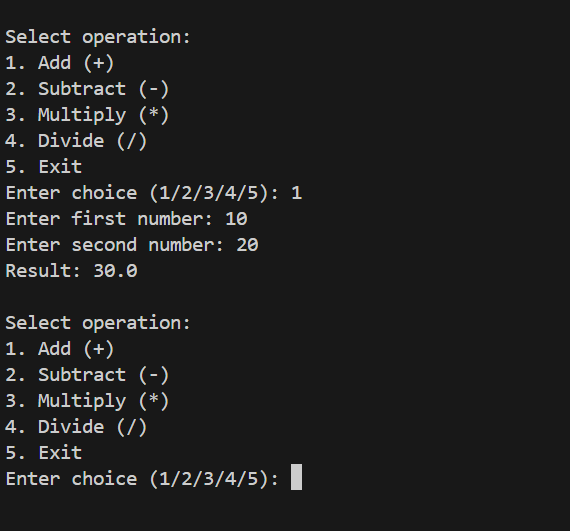 Select operation:
1. Add (+)
2. Subtract (-)
3. Multiply (*)
4. Divide (/)
5. Exit
Enter choice (1/2/3/4/5): 1
Enter first number: 10
Enter second number: 20
Result: 30.0
Select operation:
1. Add (+)
2. Subtract (-)
3. Multiply (*)
4. Divide (/)
5. Exit
Enter choice (1/2/3/4/5):